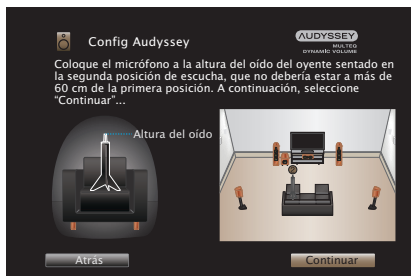 Config Audyssey
AUDYSSEY
MULTEQ
DYNAMIC VOLUME
Coloque el micrófono a la altura del oído del oyente sentado en
la segunda posición de escucha, que no debería estar a más de
60 cm de la primera posición. A continuación, seleccione
“Continuar”...
Altura del oído
Atrás
Continuar